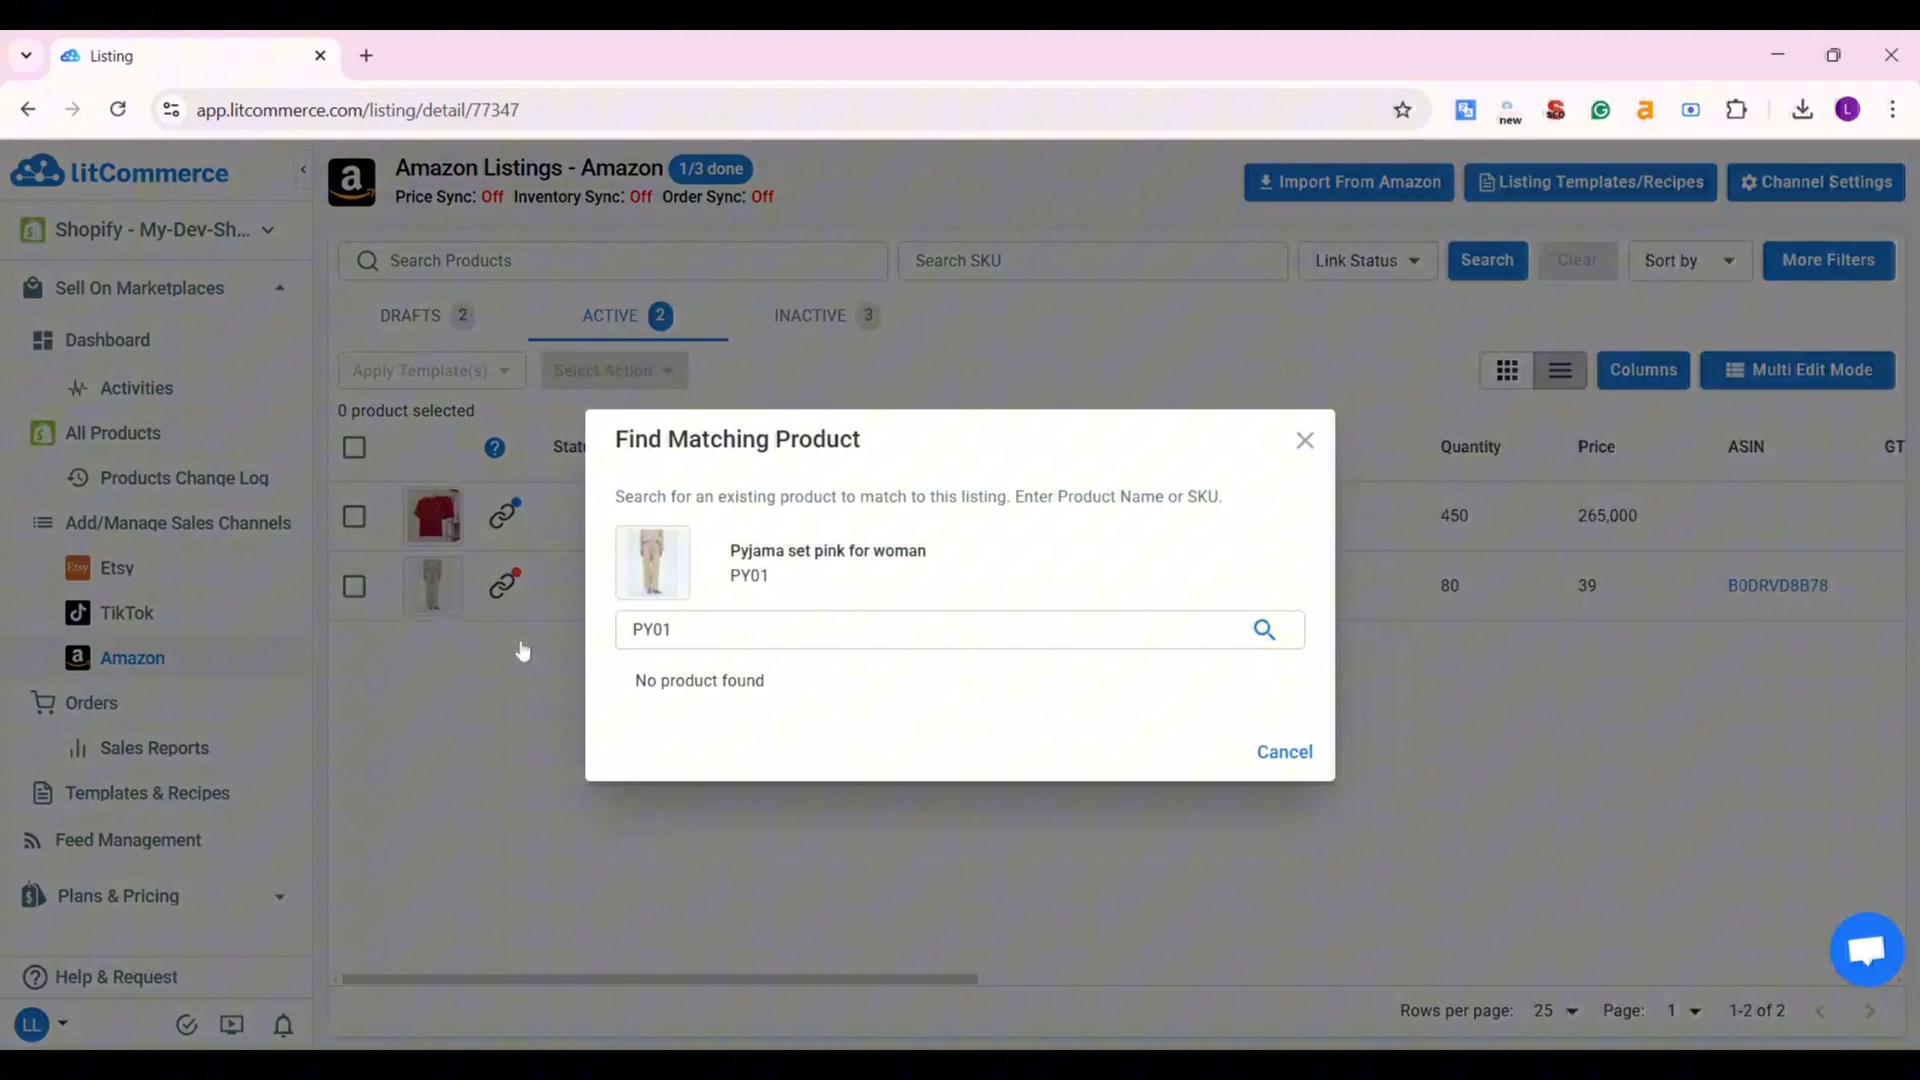 Listing
app.litcommerce.com/listing/detail/77347
new
L
litCommerce
Amazon Listings - Amazon 1/3 done
Price Sync: Off Inventory Sync: Off Order Sync: Off
Import From Amazon
Listing Templates/Recipes
Channel Settings
Shopify - My-Dev-Sh...
Search Products
Search SKU
Link Status
Search
Clear
Sort by
More Filters
Sell On Marketplaces
DRAFTS 2
ACTIVE 2
INACTIVE 3
Dashboard
Apply Template(s)
Select Action
Columns
Multi Edit Mode
Activities
0 product selected
All Products
Find Matching Product
Quantity
Price
ASIN
GT
Products Change Log
Search for an existing product to match to this listing. Enter Product Name or SKU.
450
265,000
Add/Manage Sales Channels
Pyjama set pink for woman
PY01
Etsy
Etsy
80
39
B0DRVD8B78
TikTok
PY01
Amazon
No product found
Orders
Sales Reports
Cancel
Templates & Recipes
Feed Management
Plans & Pricing
Help & Request
LL
Rows per page: 25
Page: 1
1-2 of 2